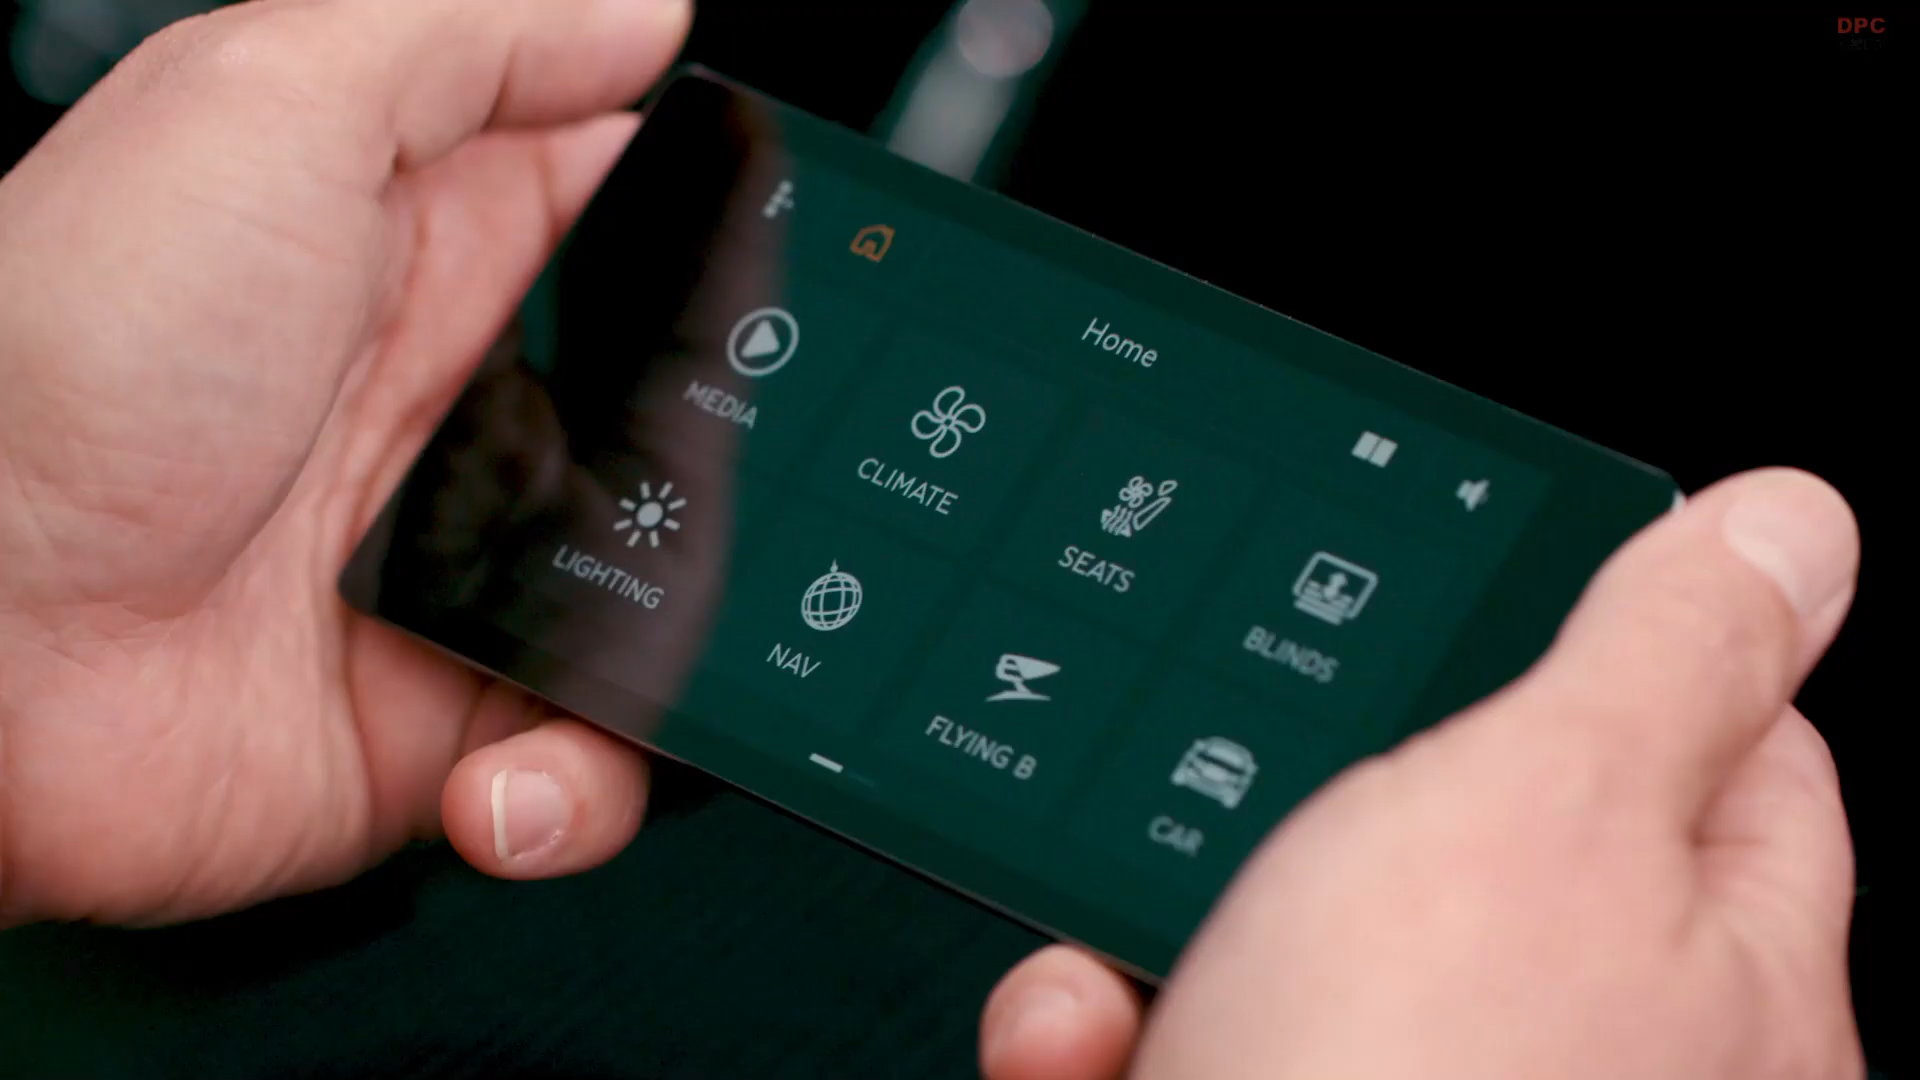 DPC
Home
MEDIA
CLIMATE
SEATS
BLINDS
LIGHTING
NAV
FLYING B
CAR